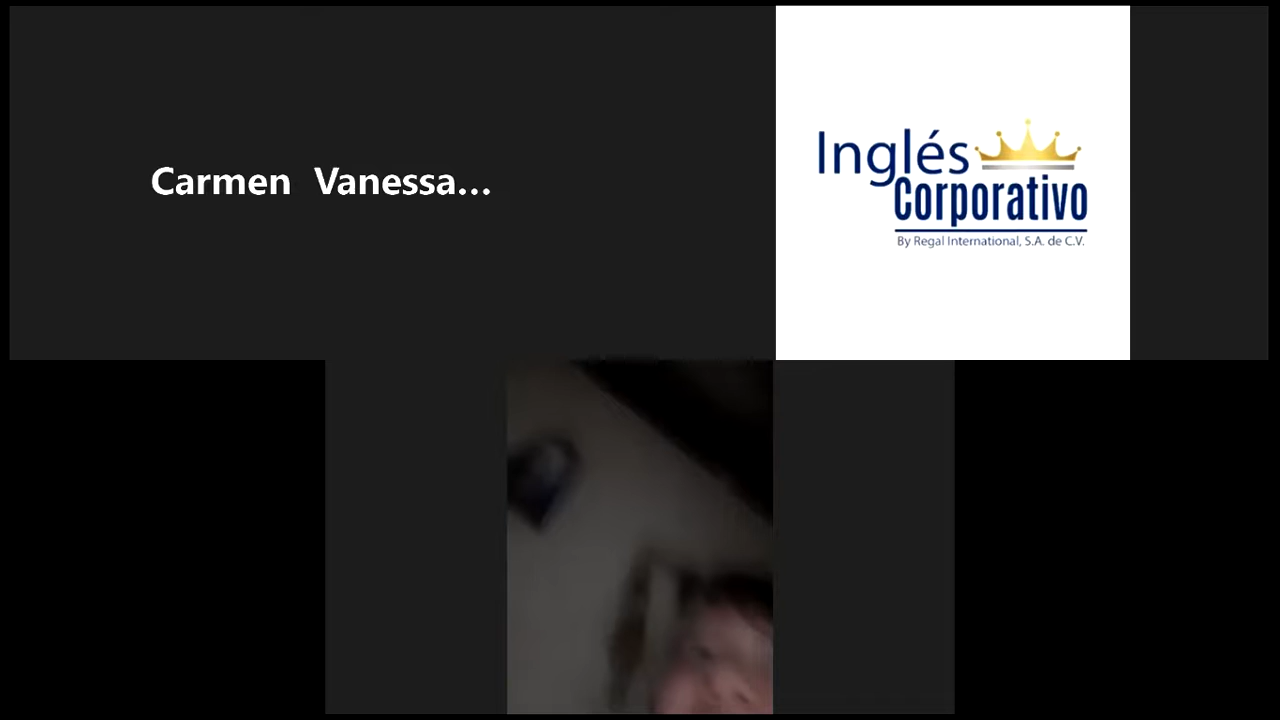 Carmen Vanessa...
Inglés
Corporativo
By Regal International, S.A. de C.V.